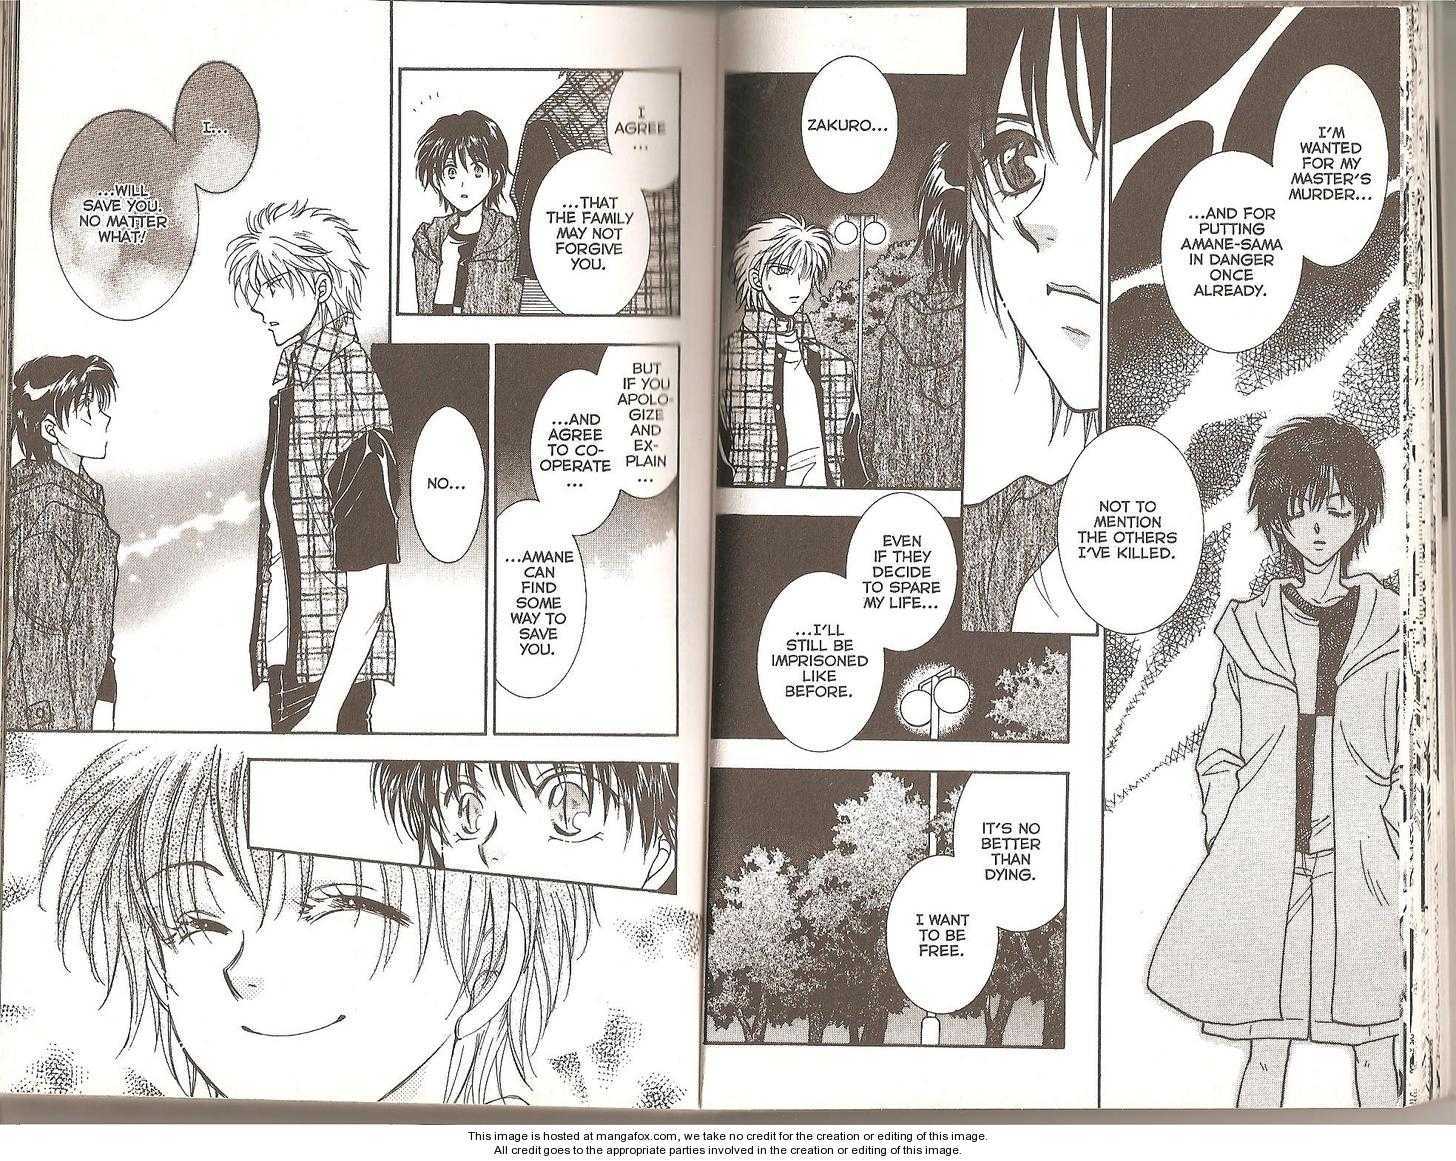 I'M
WANTED
FOR MY
MASTER'S
MURDER...
...AND FOR
PUTTING
AMANE-SAMA
IN DANGER
ONCE
ALREADY.
NOT TO
MENTION
THE OTHERS
I'VE KILLED.
ZAKURO...
EVEN
IF THEY
DECIDE
TO SPARE
MY LIFE...
...I'LL
STILL BE
IMPRISONED
LIKE
BEFORE.
IT'S NO
BETTER
THAN
DYING.
I WANT
TO BE
FREE.
I
AGREE
...
...THAT
THE FAMILY
MAY NOT
FORGIVE
YOU.
BUT
IF YOU
APOLO-
GIZE
AND
EX-
PLAIN
...
...AND
AGREE
TO CO-
OPERATE
...
...AMANE
CAN
FIND
SOME
WAY TO
SAVE
YOU.
NO...
I...
...WILL
SAVE YOU.
NO MATTER
WHAT!
This image is hosted at mangafox.com, we take no credit for the creation or editing of this image.
All credit goes to the appropriate parties involved in the creation or editing of this image.